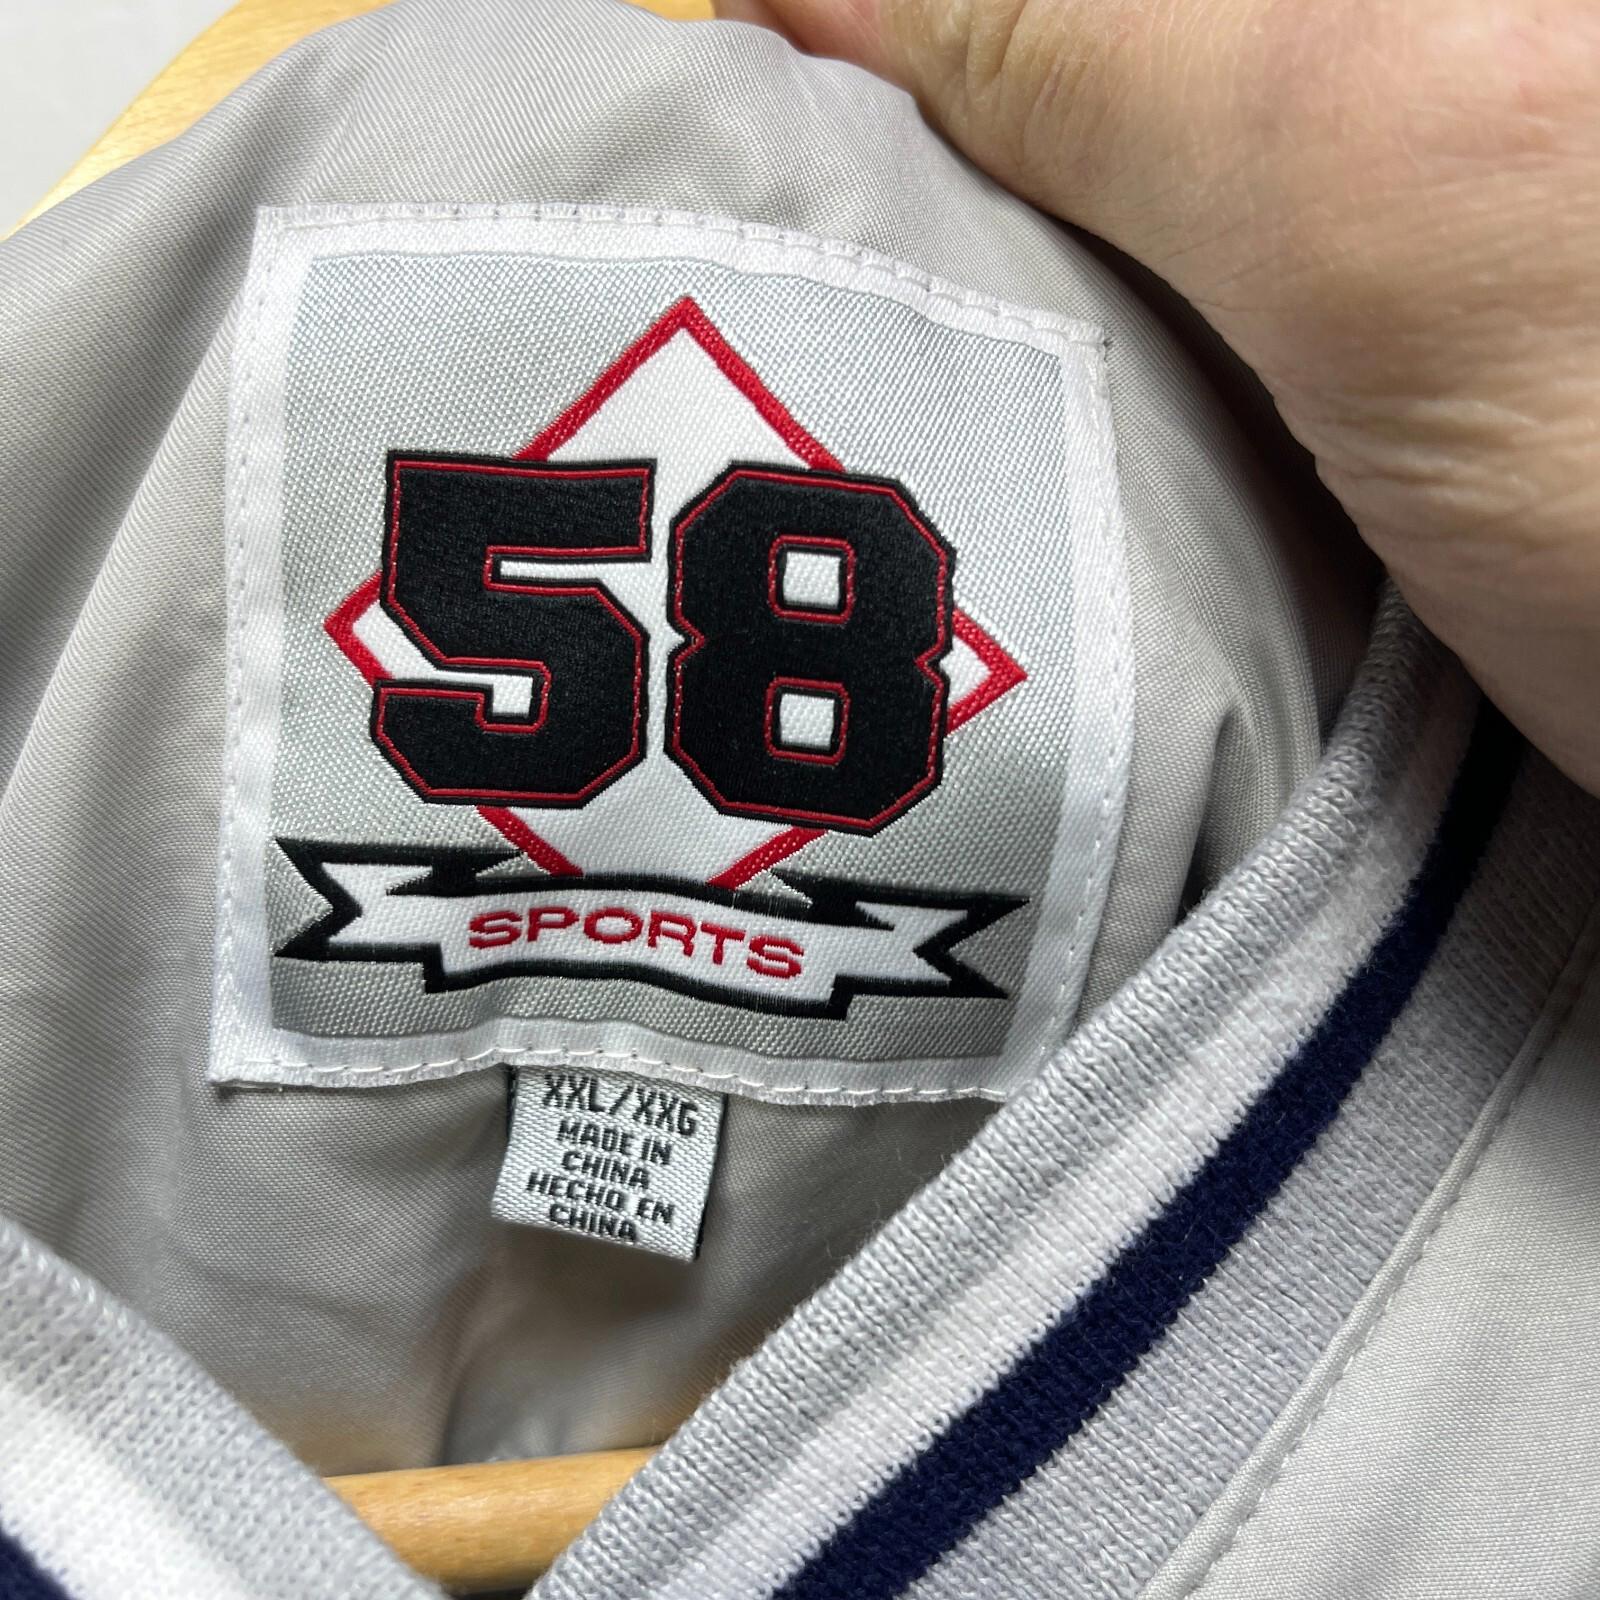 58
SPORTS
XXL/XXG
MADE IN
CHINA
HECHO EN
CHINA